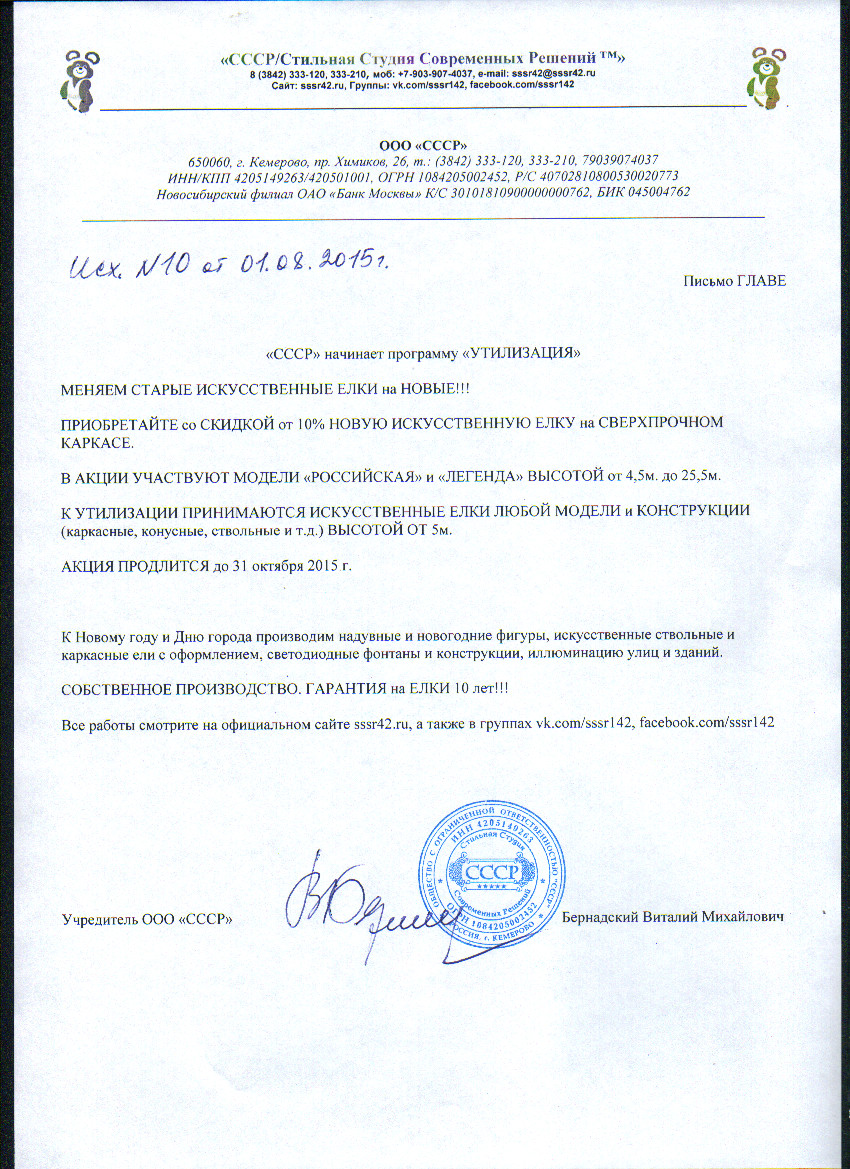 «СССР/Стильная Студия Современных Решений ™»
8 (3842) 333-120, 333-210, моб: +7-903-907-4037, e-mail: sssr42@sssr42.ru
Сайт: sssr42.ru, Группы: vk.com/sssr142, facebook.com/sssr142
ООО «СССР»
650060, г. Кемерово, пр. Химиков, 26, т.: (3842) 333-120, 333-210, 79039074037
ИНН/КПП 4205149263/420501001, ОГРН 1084205002452, Р/С 40702810800530020773
Новосибирский филиал ОАО «Банк Москвы» К/С 30101810900000000762, БИК 045004762
Исх. N10 от 01.08.2015г.
Письмо ГЛАВЕ
«СССР» начинает программу «УТИЛИЗАЦИЯ»
МЕНЯЕМ СТАРЫЕ ИСКУССТВЕННЫЕ ЕЛКИ на НОВЫЕ!!!
ПРИОБРЕТАЙТЕ со СКИДКОЙ от 10% НОВУЮ ИСКУССТВЕННУЮ ЕЛКУ на СВЕРХПРОЧНОМ
КАРКАСЕ.
В АКЦИИ УЧАСТВУЮТ МОДЕЛИ «РОССИЙСКАЯ» и «ЛЕГЕНДА» ВЫСОТОЙ от 4,5м. до 25,5м.
К УТИЛИЗАЦИИ ПРИНИМАЮТСЯ ИСКУССТВЕННЫЕ ЕЛКИ ЛЮБОЙ МОДЕЛИ и КОНСТРУКЦИИ
(каркасные, конусные, ствольные и т.д.) ВЫСОТОЙ ОТ 5м.
АКЦИЯ ПРОДЛИТСЯ до 31 октября 2015 г.
К Новому году и Дню города производим надувные и новогодние фигуры, искусственные ствольные и
каркасные ели с оформлением, светодиодные фонтаны и конструкции, иллюминацию улиц и зданий.
СОБСТВЕННОЕ ПРОИЗВОДСТВО. ГАРАНТИЯ на ЕЛКИ 10 лет!!!
Все работы смотрите на официальном сайте sssr42.ru, а также в группах vk.com/sssr142, facebook.com/sssr142
ОБЩЕСТВО С ОГРАНИЧЕННОЙ ОТВЕТСТВЕННОСТЬЮ "СССР"
ИНН 4205149263
Стильная Студия
СССР
Современных Решений
ОГРН 1084205002452
РОССИЯ, г. КЕМЕРОВО
Учредитель ООО «СССР»
Бернадский Виталий Михайлович